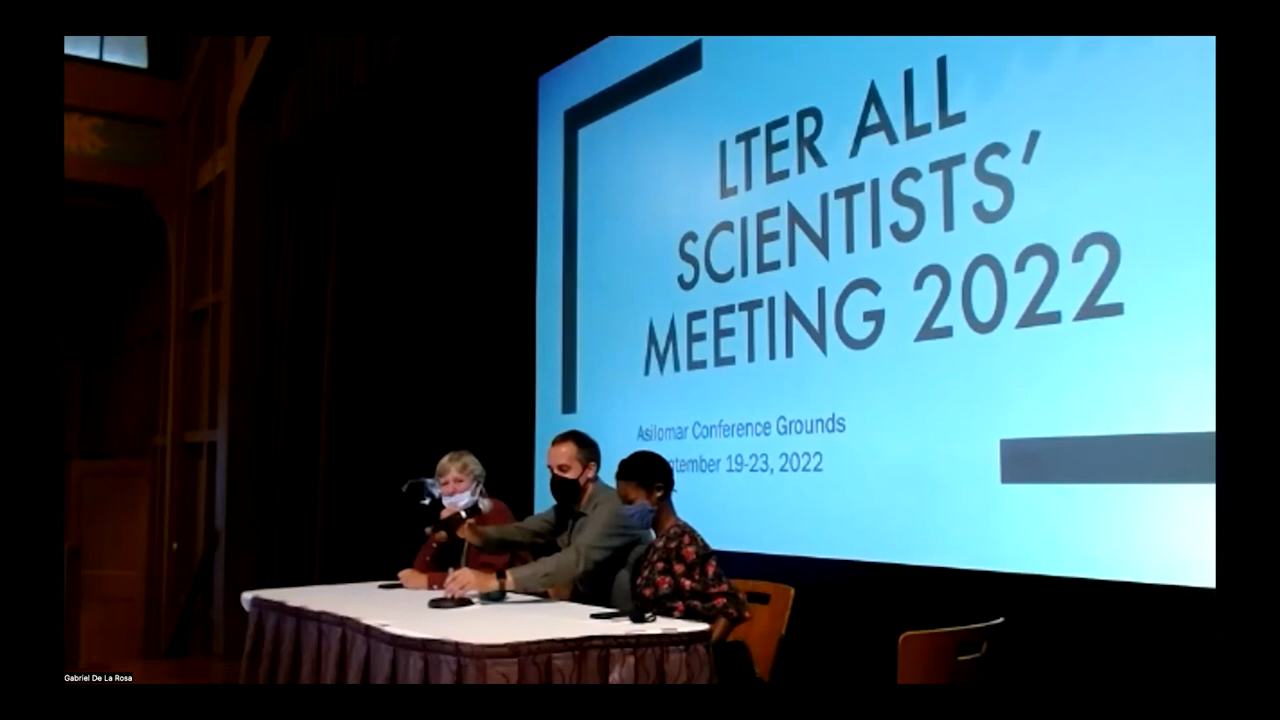 LTER ALL
SCIENTISTS’
MEETING 2022
Asilomar Conference Grounds
19-23, 2022
Gabriel De La Rosa